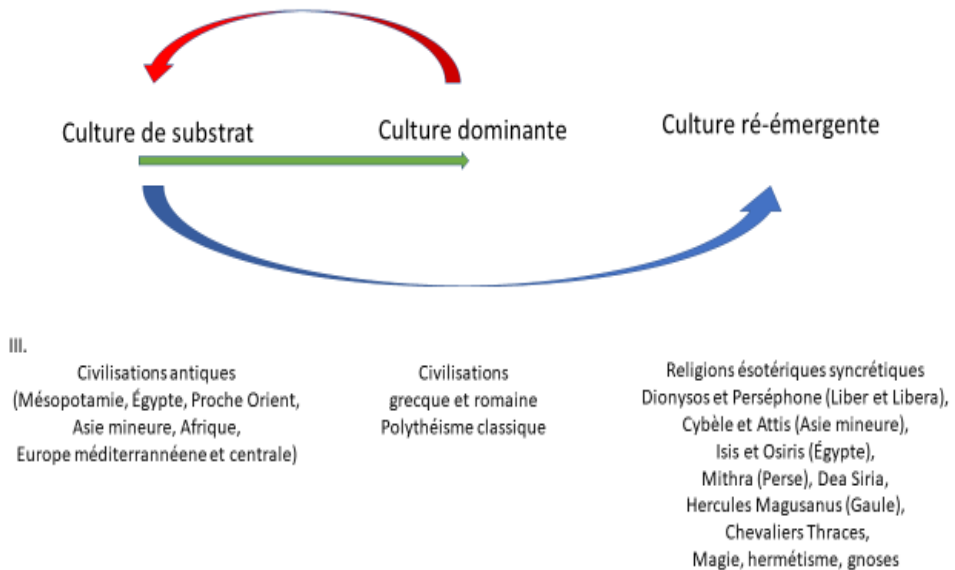 Culture de substrat
Culture dominante
Culture ré-émergente
III.
Civilisations antiques
(Mésopotamie, Égypte, Proche Orient,
Asie mineure, Afrique,
Europe méditerrannéene et centrale)
Civilisations
grecque et romaine
Polythéisme classique
Religions ésotériques syncrétiques
Dionysos et Perséphone (Liber et Libera),
Cybèle et Attis (Asie mineure),
Isis et Osiris (Égypte),
Mithra (Perse), Dea Siria,
Hercules Magusanus (Gaule),
Chevaliers Thraces,
Magie, hermétisme, gnoses